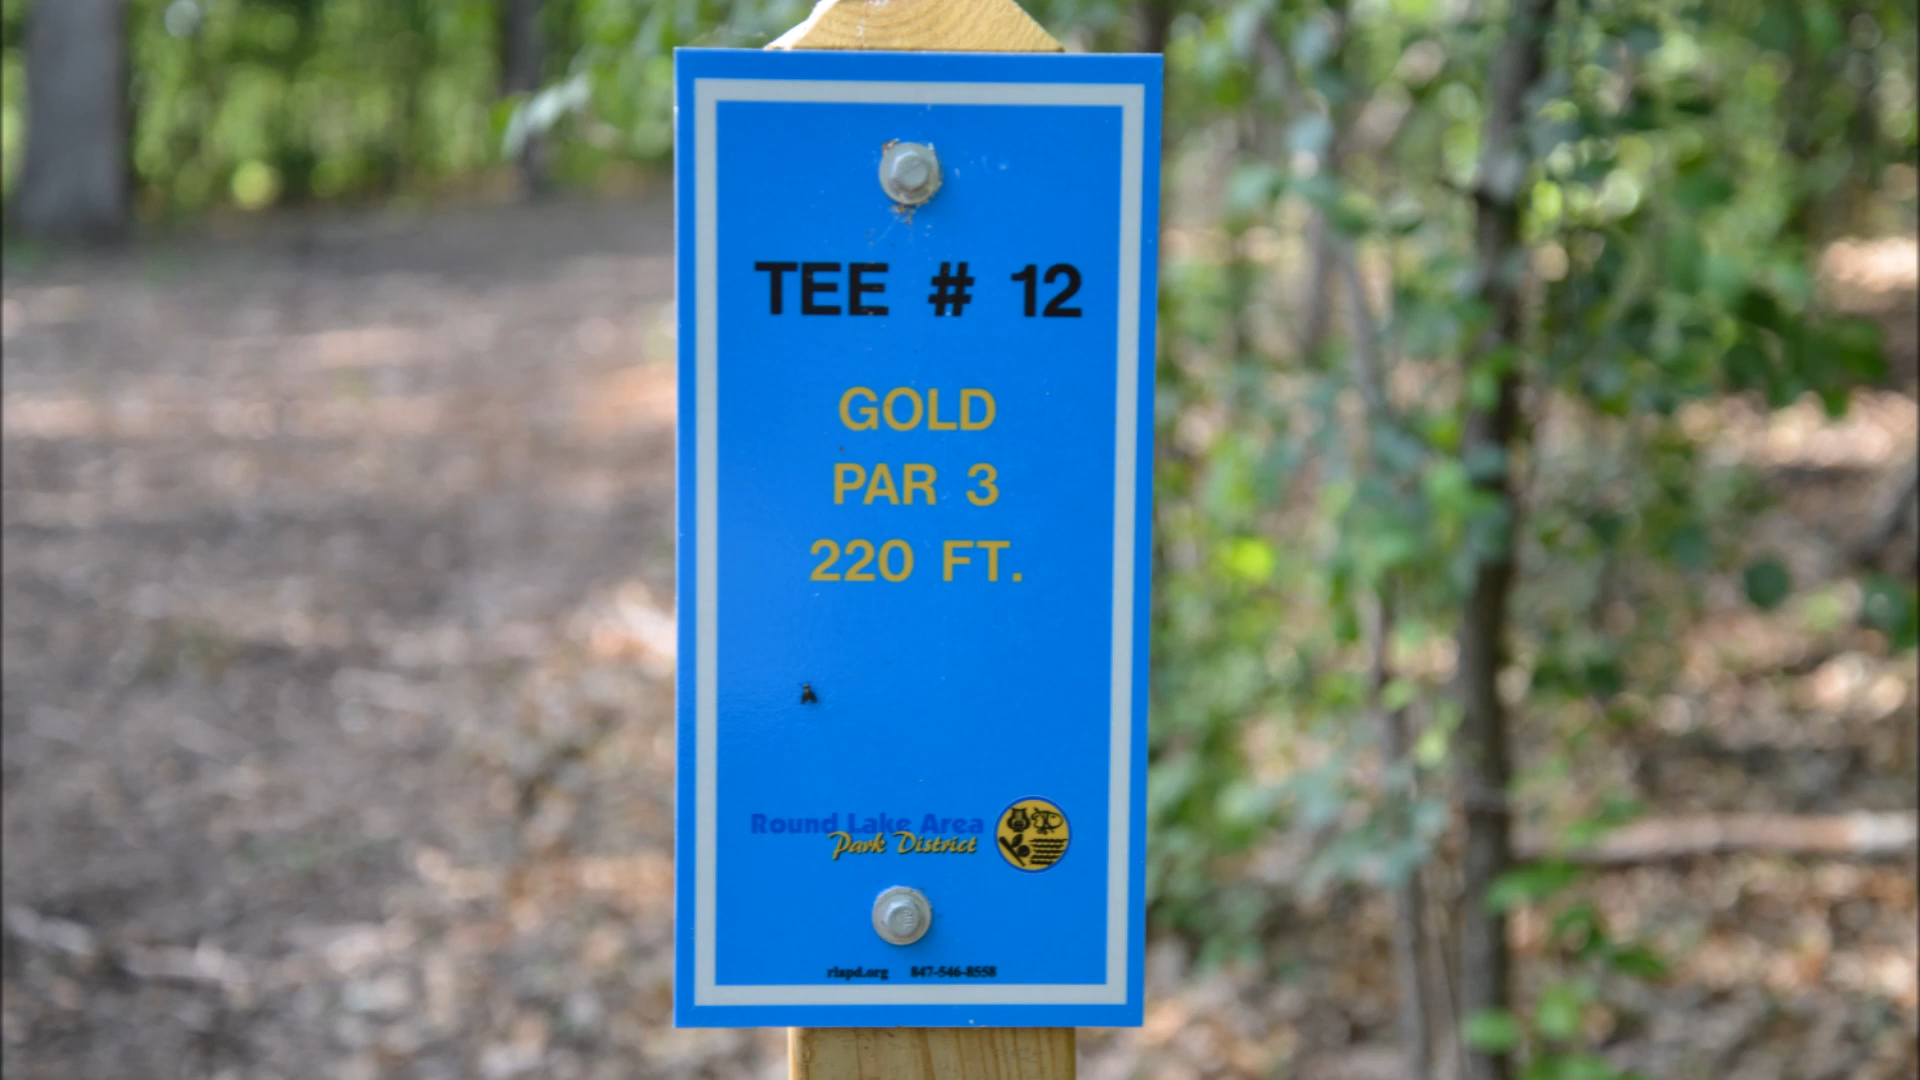 TEE # 12
GOLD
PAR 3
220 FT.
Round Lake Area
Park District
rlapd.org 847-546-8558